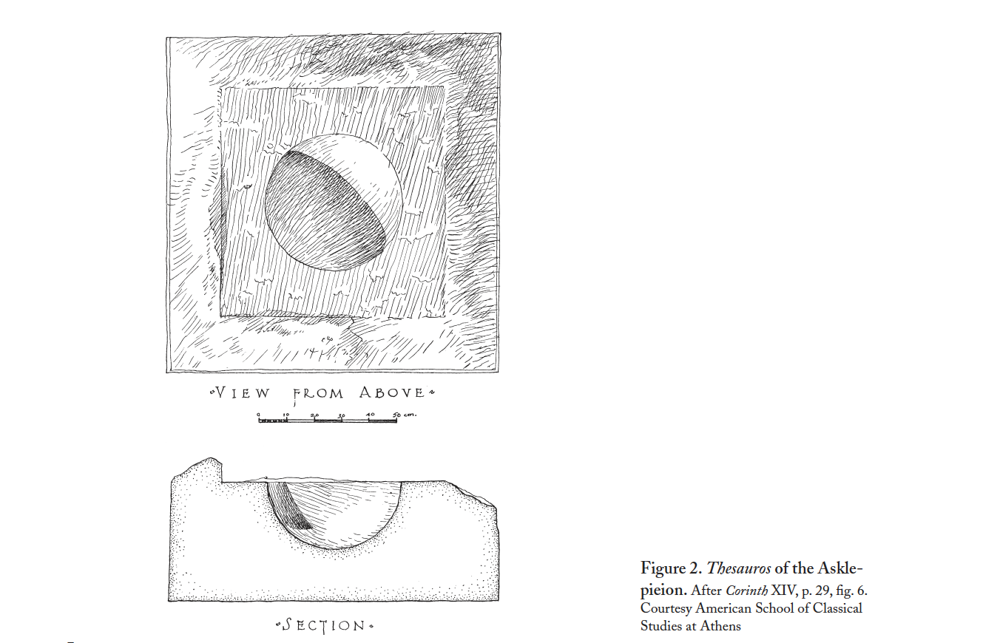 VIEW FROM ABOVE
0 10 20 30 40 50 cm.
SECTION
Figure 2. Thesauros of the Askle-
pieion. After Corinth XIV, p. 29, fig. 6.
Courtesy American School of Classical
Studies at Athens